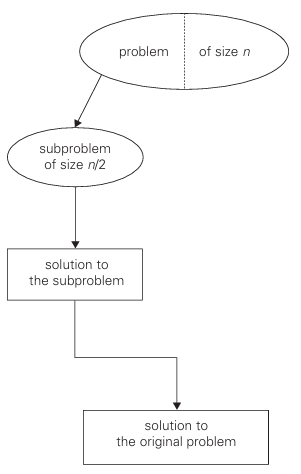 problem of size n
subproblem
of size n/2
solution to
the subproblem
solution to
the original problem